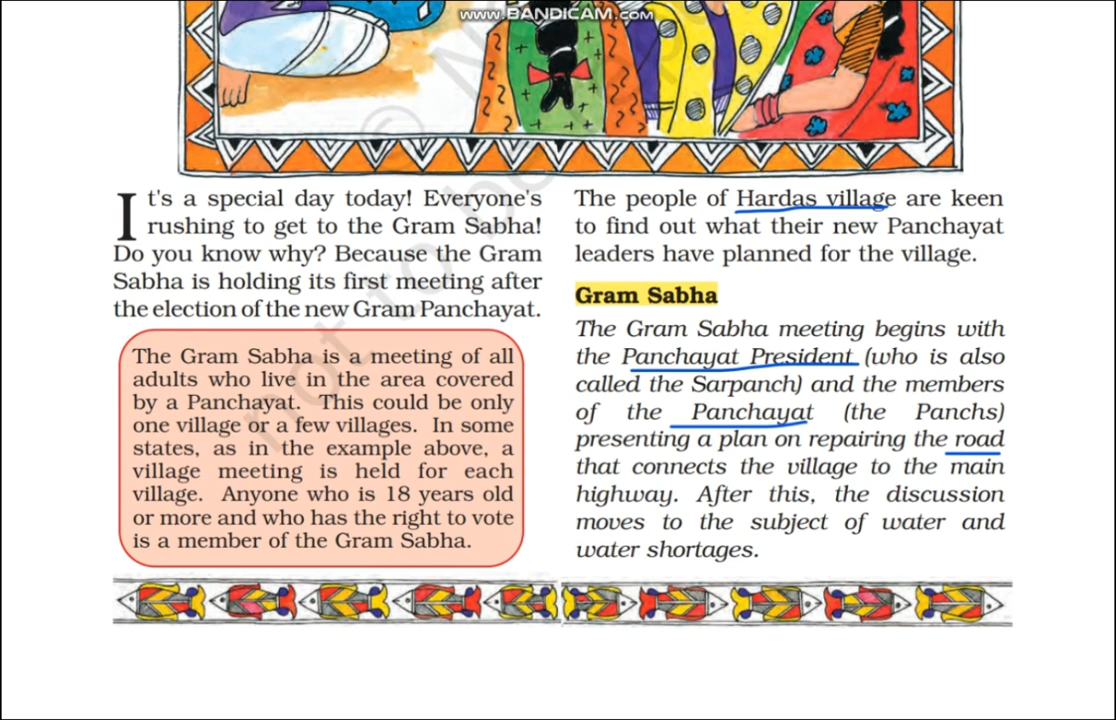 www.BANDICAM.com
It's a special day today! Everyone's
rushing to get to the Gram Sabha!
Do you know why? Because the Gram
Sabha is holding its first meeting after
the election of the new Gram Panchayat.
The Gram Sabha is a meeting of all
adults who live in the area covered
by a Panchayat. This could be only
one village or a few villages. In some
states, as in the example above, a
village meeting is held for each
village. Anyone who is 18 years old
or more and who has the right to vote
is a member of the Gram Sabha.
The people of Hardas village are keen
to find out what their new Panchayat
leaders have planned for the village.
Gram Sabha
The Gram Sabha meeting begins with
the Panchayat President (who is also
called the Sarpanch) and the members
of the Panchayat (the Panchs)
presenting a plan on repairing the road
that connects the village to the main
highway. After this, the discussion
moves to the subject of water and
water shortages.
© N
not to be